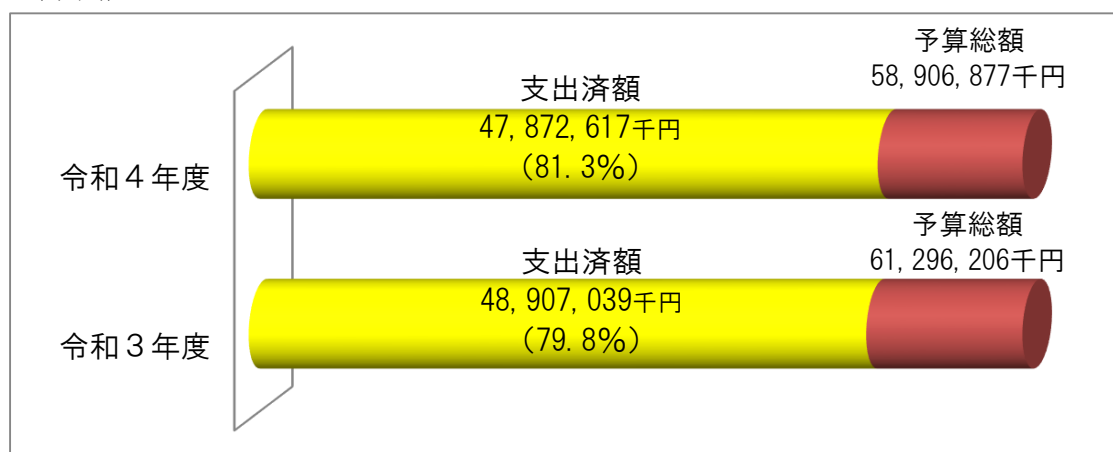 予算総額
58,906,877千円
支出済額
47,872,617千円
(81.3%)
令和４年度
予算総額
61,296,206千円
支出済額
48,907,039千円
(79.8%)
令和３年度